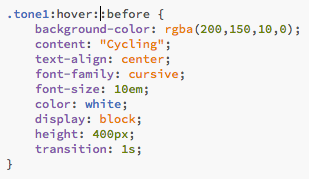 .tone1:hover::before {
background-color: rgba(200,150,10,0);
content: "Cycling";
text-align: center;
font-family: cursive;
font-size: 10em;
color: white;
display: block;
height: 400px;
transition: 1s;
}